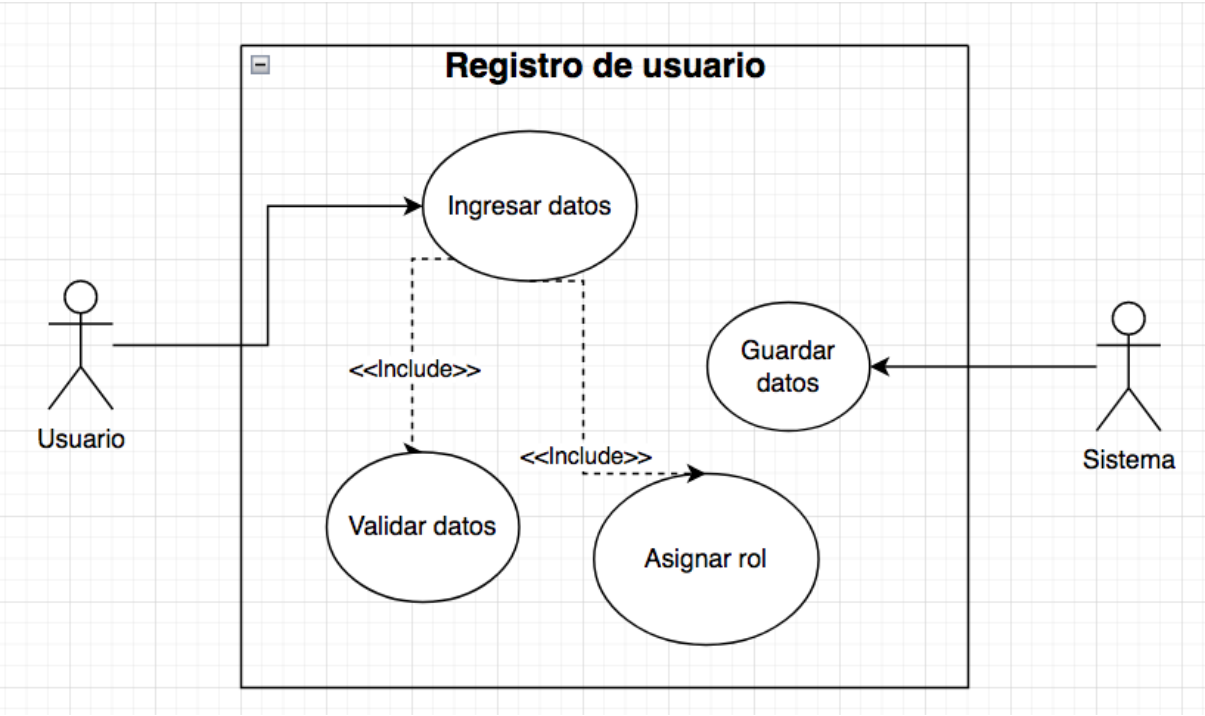 Registro de usuario
Ingresar datos
Guardar
datos
<<Include>>
Usuario
<<Include>>
Sistema
Validar datos
Asignar rol